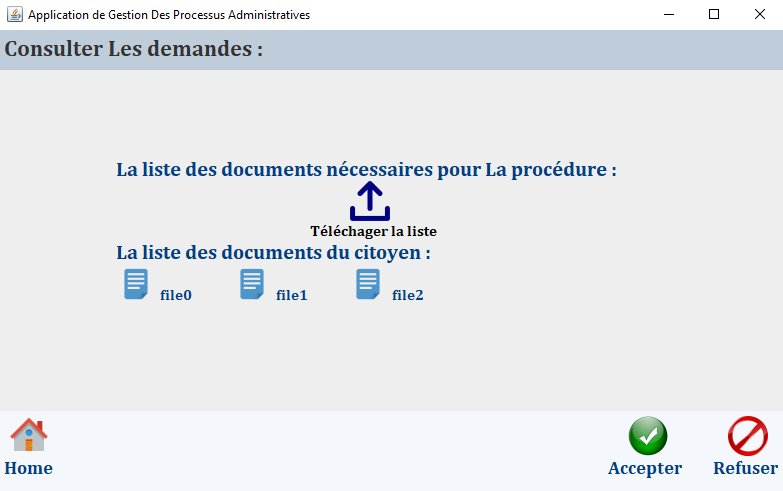 Application de Gestion Des Processus Administratives
Consulter Les demandes :
La liste des documents nécessaires pour La procédure :
Téléchager la liste
La liste des documents du citoyen :
file0 file1 file2
Home Accepter Refuser